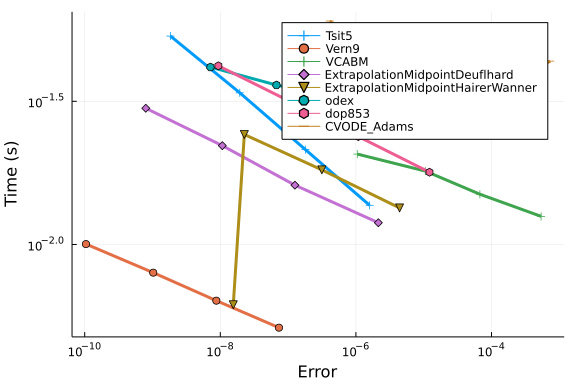 Tsit5
Vern9
VCABM
ExtrapolationMidpointDeuflhard
ExtrapolationMidpointHairerWanner
odex
dop853
CVODE_Adams
Time (s)
10^-1.5
10^-2.0
10^-10
10^-8
10^-6
10^-4
Error